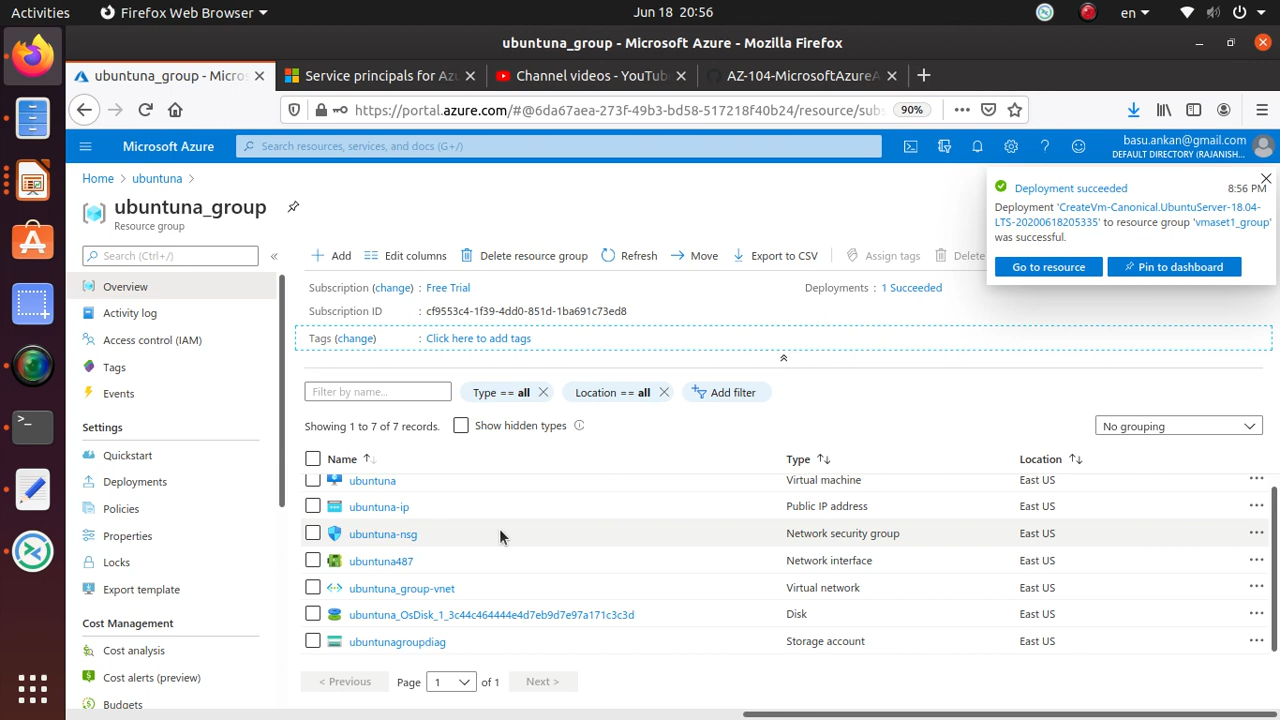 Activities
Firefox Web Browser
Jun 18 20:56
en
ubuntuna_group - Microsoft Azure - Mozilla Firefox
ubuntuna_group - Micros
Service principals for Az
Channel videos - YouTub
AZ-104-MicrosoftAzureA
https://portal.azure.com/#@6da67aea-273f-49b3-bd58-517218f40b24/resource/subs
90%
Microsoft Azure
Search resources, services, and docs (G+/)
basu.ankan@gmail.com
DEFAULT DIRECTORY (RAJANISH...
Home > ubuntuna >
ubuntuna_group
Resource group
Deployment succeeded
8:56 PM
Deployment 'CreateVm-Canonical.UbuntuServer-18.04-
LTS-20200618205335' to resource group 'vmaset1_group'
was successful.
Go to resource
Pin to dashboard
Search (Ctrl+/)
«
Overview
Activity log
Access control (IAM)
Tags
Events
Settings
Quickstart
Deployments
Policies
Properties
Locks
Export template
Cost Management
Cost analysis
Cost alerts (preview)
Budgets
Add
Edit columns
Delete resource group
Refresh
Move
Export to CSV
Assign tags
Delete
Subscription (change) : Free Trial
Deployments : 1 Succeeded
Subscription ID : cf9553c4-1f39-4dd0-851d-1ba691c73ed8
Tags (change) : Click here to add tags
Filter by name...
Type == all
Location == all
Add filter
Showing 1 to 7 of 7 records.
Show hidden types
No grouping
Name
Type
Location
ubuntuna Virtual machine East US
ubuntuna-ip Public IP address East US
ubuntuna-nsg Network security group East US
ubuntuna487 Network interface East US
ubuntuna_group-vnet Virtual network East US
ubuntuna_OsDisk_1_3c44c464444e4d7eb9d7e97a171c3c3d Disk East US
ubuntunagroupdiag Storage account East US
< Previous
Page 1 of 1
Next >